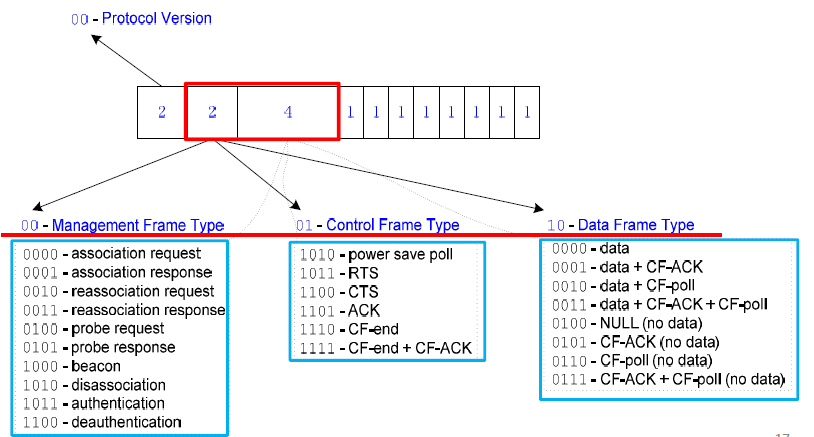 00 - Protocol Version
2 2 4 1 1 1 1 1 1 1 1
00 - Management Frame Type
0000 - association request
0001 - association response
0010 - reassociation request
0011 - reassociation response
0100 - probe request
0101 - probe response
1000 - beacon
1010 - disassociation
1011 - authentication
1100 - deauthentication
01 - Control Frame Type
1010 - power save poll
1011 - RTS
1100 - CTS
1101 - ACK
1110 - CF-end
1111 - CF-end + CF-ACK
10 - Data Frame Type
0000 - data
0001 - data + CF-ACK
0010 - data + CF-poll
0011 - data + CF-ACK + CF-poll
0100 - NULL (no data)
0101 - CF-ACK (no data)
0110 - CF-poll (no data)
0111 - CF-ACK + CF-poll (no data)